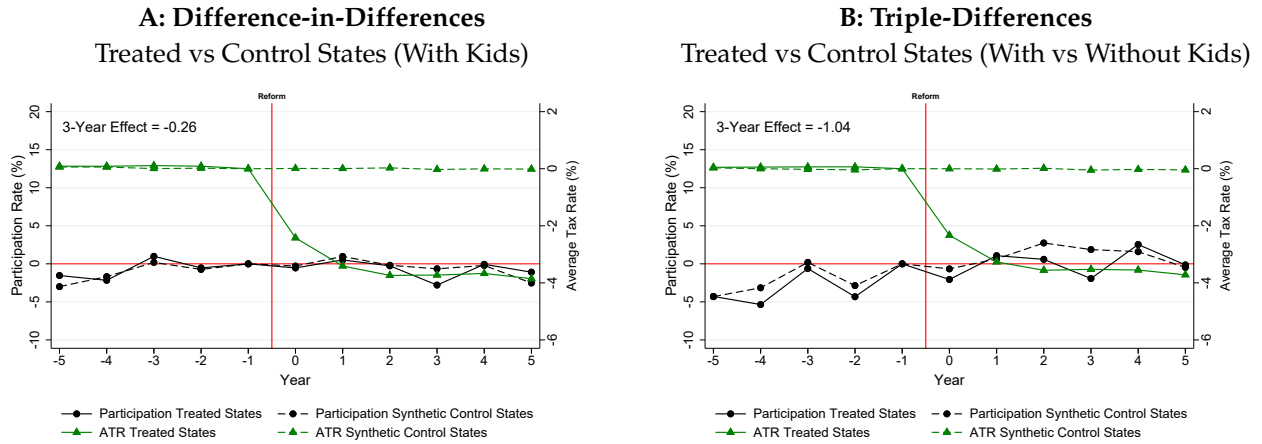 A: Difference-in-Differences
Treated vs Control States (With Kids)
Reform
3-Year Effect = -0.26
Participation Rate (%)
20
15
10
5
0
-5
-10
Average Tax Rate (%)
2
0
-2
-4
-6
-5 -4 -3 -2 -1 0 1 2 3 4 5
Year
Participation Treated States
Participation Synthetic Control States
ATR Treated States
ATR Synthetic Control States
B: Triple-Differences
Treated vs Control States (With vs Without Kids)
Reform
3-Year Effect = -1.04
Participation Rate (%)
20
15
10
5
0
-5
-10
Average Tax Rate (%)
2
0
-2
-4
-6
-5 -4 -3 -2 -1 0 1 2 3 4 5
Year
Participation Treated States
Participation Synthetic Control States
ATR Treated States
ATR Synthetic Control States